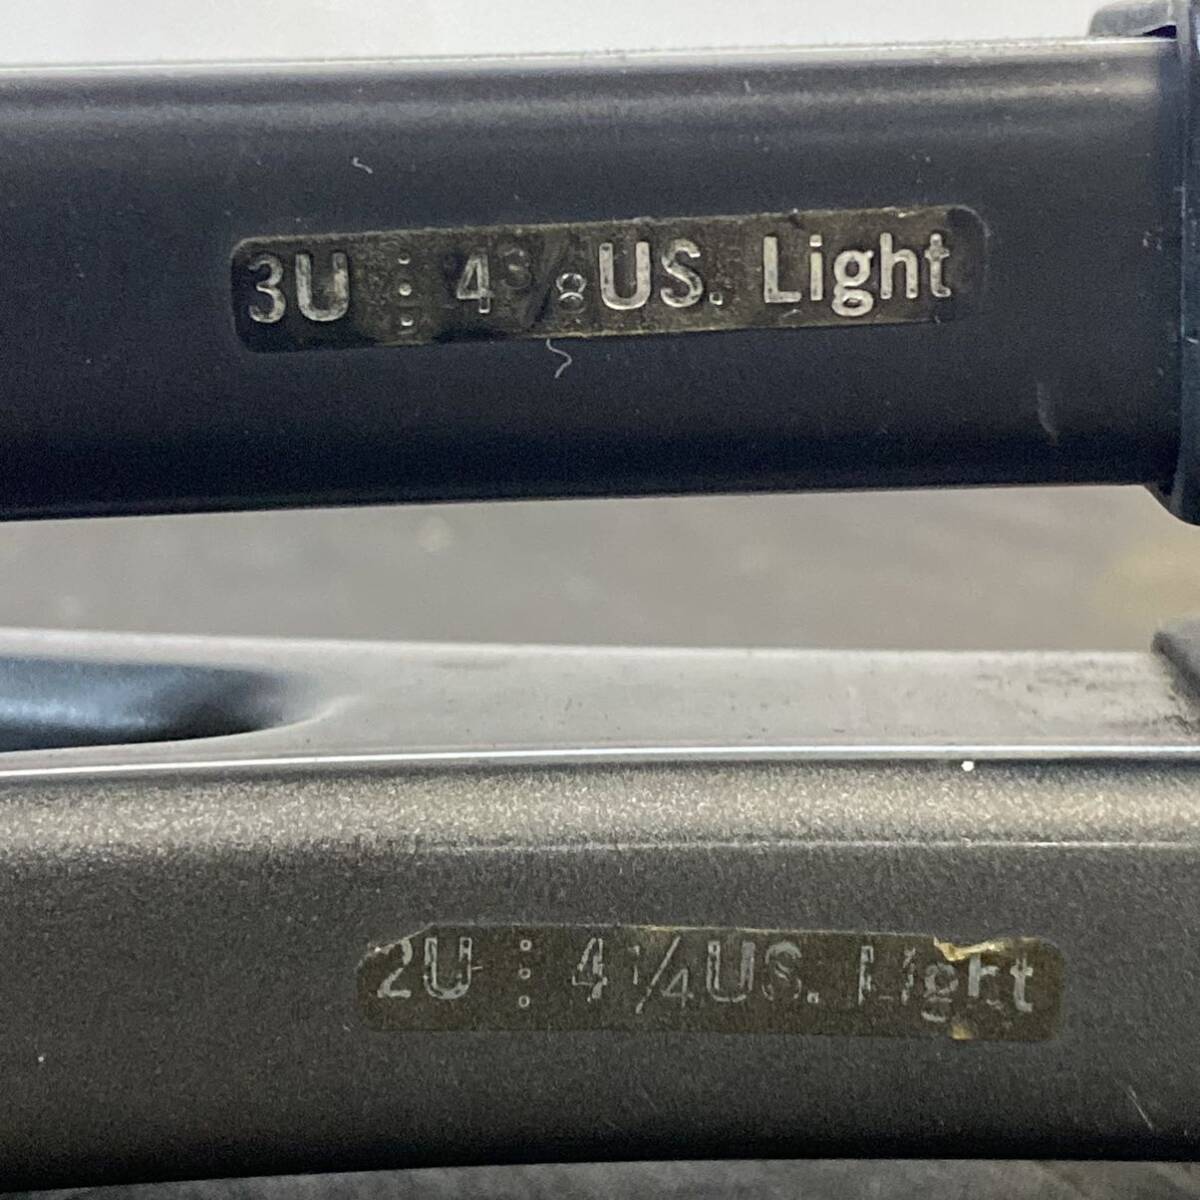 3U : 4 3/8 US. Light
2U : 4 1/4 US. Light